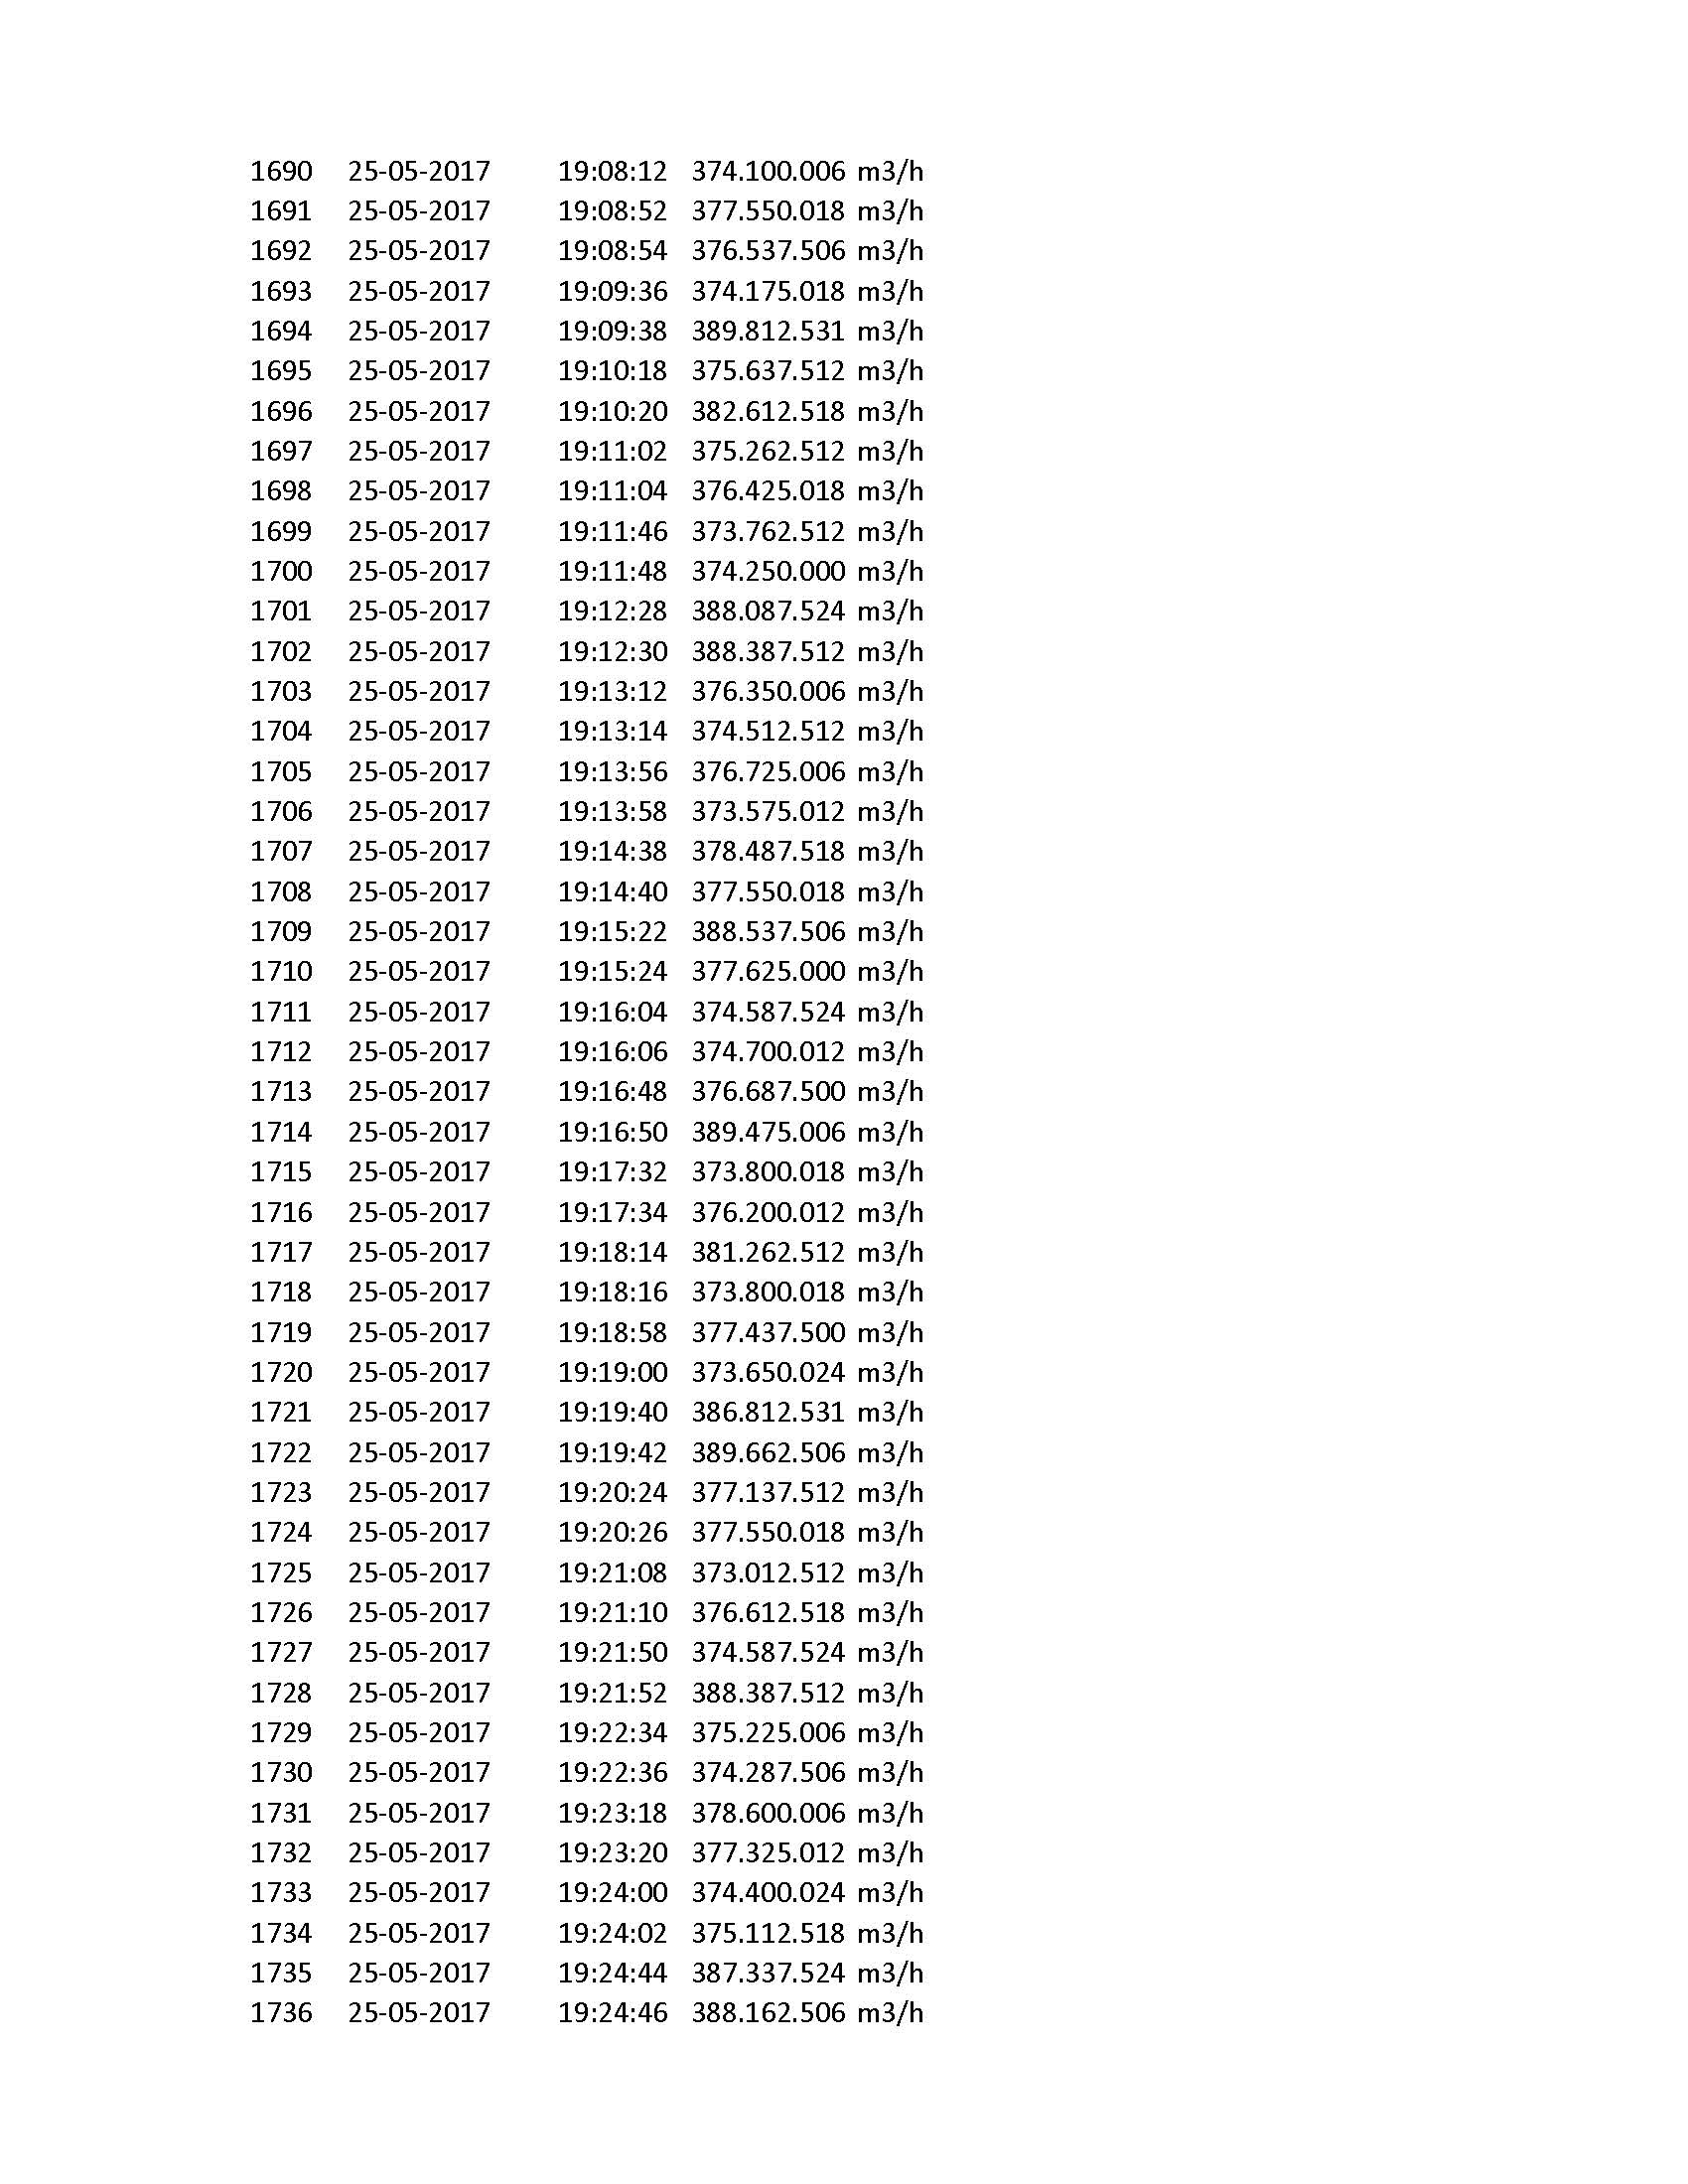 1690 25-05-2017 19:08:12 374.100.006 m3/h
1691 25-05-2017 19:08:52 377.550.018 m3/h
1692 25-05-2017 19:08:54 376.537.506 m3/h
1693 25-05-2017 19:09:36 374.175.018 m3/h
1694 25-05-2017 19:09:38 389.812.531 m3/h
1695 25-05-2017 19:10:18 375.637.512 m3/h
1696 25-05-2017 19:10:20 382.612.518 m3/h
1697 25-05-2017 19:11:02 375.262.512 m3/h
1698 25-05-2017 19:11:04 376.425.018 m3/h
1699 25-05-2017 19:11:46 373.762.512 m3/h
1700 25-05-2017 19:11:48 374.250.000 m3/h
1701 25-05-2017 19:12:28 388.087.524 m3/h
1702 25-05-2017 19:12:30 388.387.512 m3/h
1703 25-05-2017 19:13:12 376.350.006 m3/h
1704 25-05-2017 19:13:14 374.512.512 m3/h
1705 25-05-2017 19:13:56 376.725.006 m3/h
1706 25-05-2017 19:13:58 373.575.012 m3/h
1707 25-05-2017 19:14:38 378.487.518 m3/h
1708 25-05-2017 19:14:40 377.550.018 m3/h
1709 25-05-2017 19:15:22 388.537.506 m3/h
1710 25-05-2017 19:15:24 377.625.000 m3/h
1711 25-05-2017 19:16:04 374.587.524 m3/h
1712 25-05-2017 19:16:06 374.700.012 m3/h
1713 25-05-2017 19:16:48 376.687.500 m3/h
1714 25-05-2017 19:16:50 389.475.006 m3/h
1715 25-05-2017 19:17:32 373.800.018 m3/h
1716 25-05-2017 19:17:34 376.200.012 m3/h
1717 25-05-2017 19:18:14 381.262.512 m3/h
1718 25-05-2017 19:18:16 373.800.018 m3/h
1719 25-05-2017 19:18:58 377.437.500 m3/h
1720 25-05-2017 19:19:00 373.650.024 m3/h
1721 25-05-2017 19:19:40 386.812.531 m3/h
1722 25-05-2017 19:19:42 389.662.506 m3/h
1723 25-05-2017 19:20:24 377.137.512 m3/h
1724 25-05-2017 19:20:26 377.550.018 m3/h
1725 25-05-2017 19:21:08 373.012.512 m3/h
1726 25-05-2017 19:21:10 376.612.518 m3/h
1727 25-05-2017 19:21:50 374.587.524 m3/h
1728 25-05-2017 19:21:52 388.387.512 m3/h
1729 25-05-2017 19:22:34 375.225.006 m3/h
1730 25-05-2017 19:22:36 374.287.506 m3/h
1731 25-05-2017 19:23:18 378.600.006 m3/h
1732 25-05-2017 19:23:20 377.325.012 m3/h
1733 25-05-2017 19:24:00 374.400.024 m3/h
1734 25-05-2017 19:24:02 375.112.518 m3/h
1735 25-05-2017 19:24:44 387.337.524 m3/h
1736 25-05-2017 19:24:46 388.162.506 m3/h